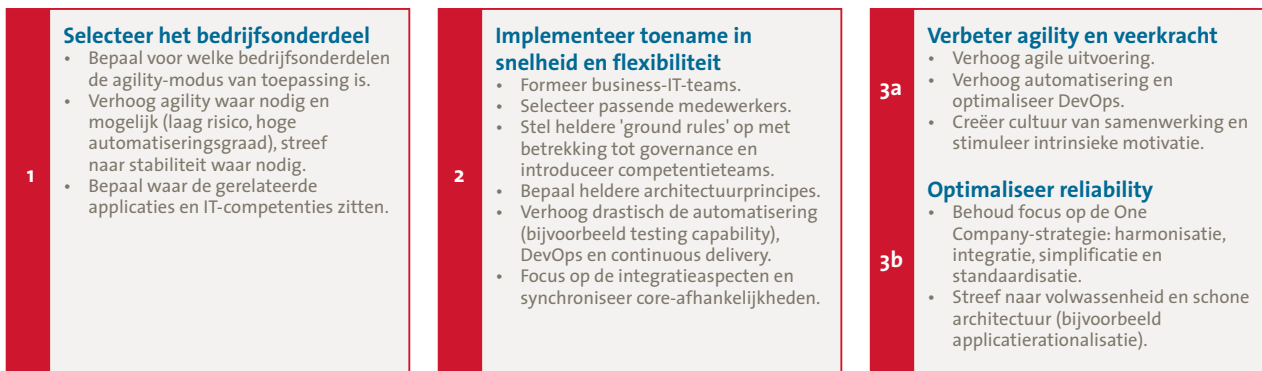 1
Selecteer het bedrijfsonderdeel
• Bepaal voor welke bedrijfsonderdelen
de agility-modus van toepassing is.
• Verhoog agility waar nodig en
mogelijk (laag risico, hoge
automatiseringsgraad), streef
naar stabiliteit waar nodig.
• Bepaal waar de gerelateerde
applicaties en IT-competenties zitten.
2
Implementeer toename in
snelheid en flexibiliteit
• Formeer business-IT-teams.
• Selecteer passende medewerkers.
• Stel heldere 'ground rules' op met
betrekking tot governance en
introduceer competentieteams.
• Bepaal heldere architectuurprincipes.
• Verhoog drastisch de automatisering
(bijvoorbeeld testing capability),
DevOps en continuous delivery.
• Focus op de integratieaspecten en
synchroniseer core-afhankelijkheden.
3a
Verbeter agility en veerkracht
• Verhoog agile uitvoering.
• Verhoog automatisering en
optimaliseer DevOps.
• Creëer cultuur van samenwerking en
stimuleer intrinsieke motivatie.
3b
Optimaliseer reliability
• Behoud focus op de One
Company-strategie: harmonisatie,
integratie, simplificatie en
standaardisatie.
• Streef naar volwassenheid en schone
architectuur (bijvoorbeeld
applicatierationalisatie).